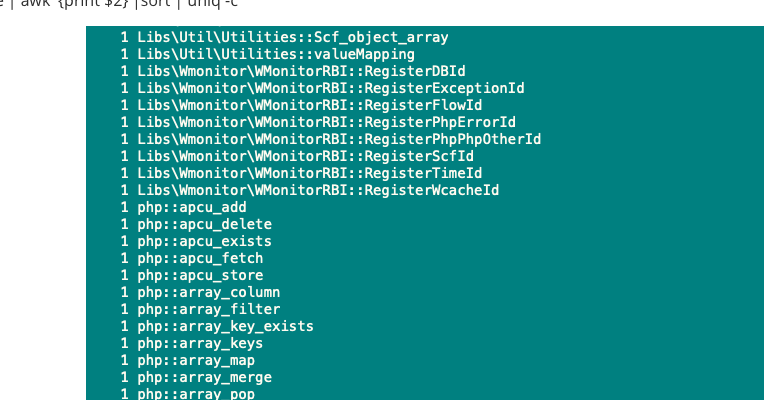 e | awk '{print $2}' |sort | uniq -c
1 Libs\Util\Utilities::Scf_object_array
1 Libs\Util\Utilities::valueMapping
1 Libs\Wmonitor\WMonitorRBI::RegisterDBId
1 Libs\Wmonitor\WMonitorRBI::RegisterExceptionId
1 Libs\Wmonitor\WMonitorRBI::RegisterFlowId
1 Libs\Wmonitor\WMonitorRBI::RegisterPhpErrorId
1 Libs\Wmonitor\WMonitorRBI::RegisterPhpPhpOtherId
1 Libs\Wmonitor\WMonitorRBI::RegisterScfId
1 Libs\Wmonitor\WMonitorRBI::RegisterTimeId
1 Libs\Wmonitor\WMonitorRBI::RegisterWcacheId
1 php::apcu_add
1 php::apcu_delete
1 php::apcu_exists
1 php::apcu_fetch
1 php::apcu_store
1 php::array_column
1 php::array_filter
1 php::array_key_exists
1 php::array_keys
1 php::array_map
1 php::array_merge
1 php::array_pop